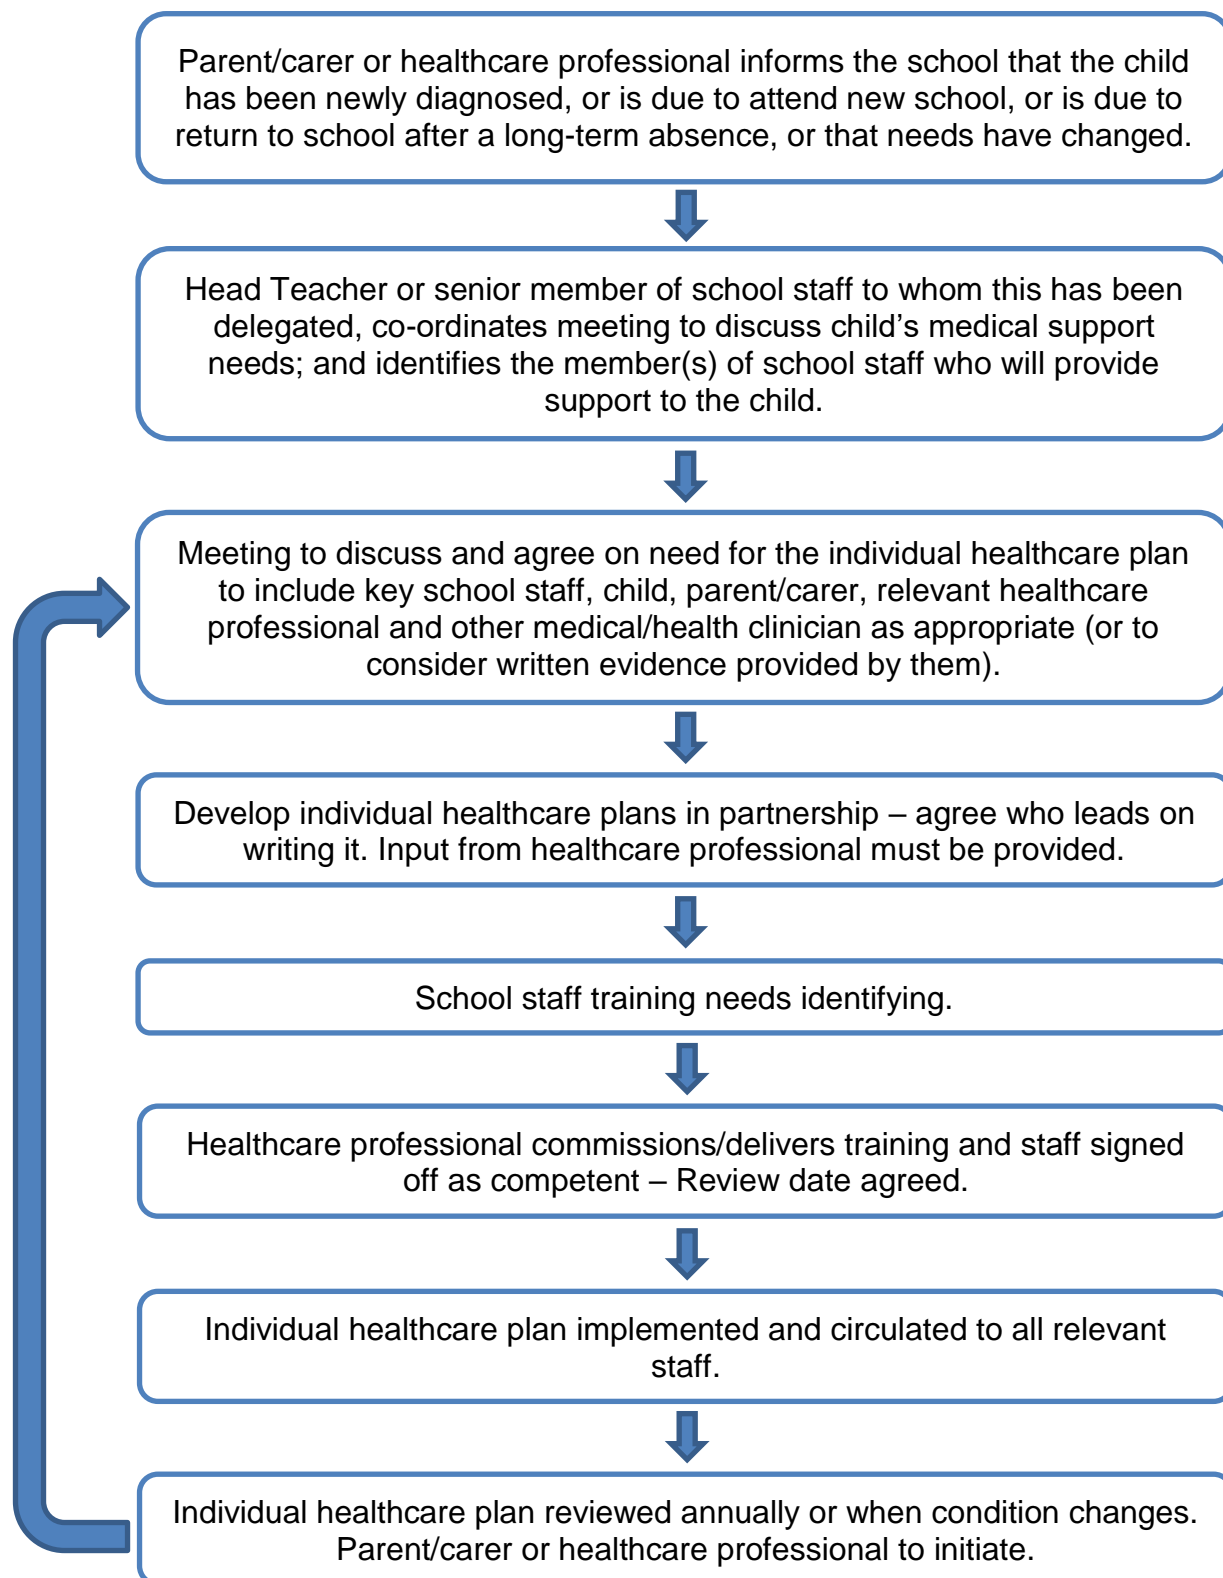 Parent/carer or healthcare professional informs the school that the child
has been newly diagnosed, or is due to attend new school, or is due to
return to school after a long-term absence, or that needs have changed.
Head Teacher or senior member of school staff to whom this has been
delegated, co-ordinates meeting to discuss child’s medical support
needs; and identifies the member(s) of school staff who will provide
support to the child.
Meeting to discuss and agree on need for the individual healthcare plan
to include key school staff, child, parent/carer, relevant healthcare
professional and other medical/health clinician as appropriate (or to
consider written evidence provided by them).
Develop individual healthcare plans in partnership – agree who leads on
writing it. Input from healthcare professional must be provided.
School staff training needs identifying.
Healthcare professional commissions/delivers training and staff signed
off as competent – Review date agreed.
Individual healthcare plan implemented and circulated to all relevant
staff.
Individual healthcare plan reviewed annually or when condition changes.
Parent/carer or healthcare professional to initiate.